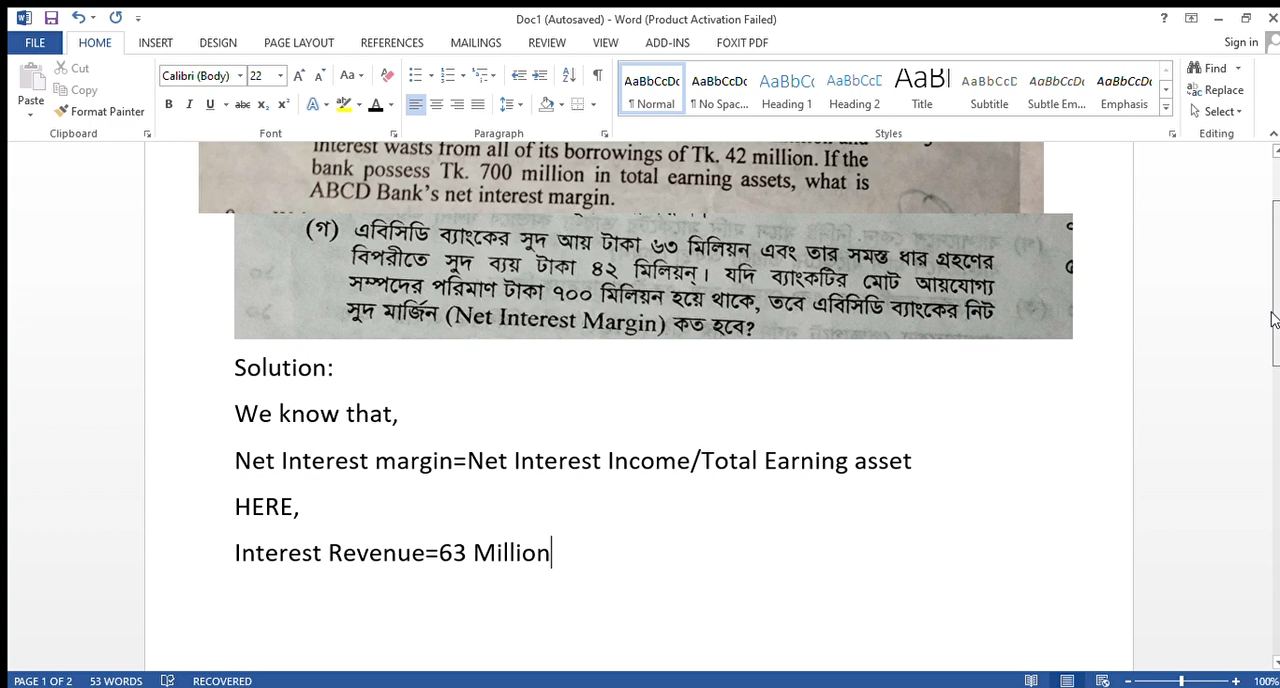 Doc1 (Autosaved) - Word (Product Activation Failed)
FILE HOME INSERT DESIGN PAGE LAYOUT REFERENCES MAILINGS REVIEW VIEW ADD-INS FOXIT PDF Sign in
Paste
Cut
Copy
Format Painter
Clipboard
Calibri (Body) 22
Font
Paragraph
AaBbCcDc AaBbCcDc AaBbCc AaBbCcD AaBl AaBbCcD AaBbCcDc AaBbCcDc
¶ Normal ¶ No Spac... Heading 1 Heading 2 Title Subtitle Subtle Em... Emphasis
Styles
Find
Replace
Select
Editing
interest wasts from all of its borrowings of Tk. 42 million. If the
bank possess Tk. 700 million in total earning assets, what is
ABCD Bank's net interest margin.
(গ) এবিসিডি ব্যাংকের সুদ আয় টাকা ৬৩ মিলিয়ন এবং তার সমস্ত ধার গ্রহণের
বিপরীতে সুদ ব্যয় টাকা ৪২ মিলিয়ন্। যদি ব্যাংকটির মোট আয়যোগ্য
সম্পদের পরিমাণ টাকা ৭০০ মিলিয়ন হয়ে থাকে, তবে এবিসিডি ব্যাংকের নিট
সুদ মার্জিন (Net Interest Margin) কত হবে?
Solution:
We know that,
Net Interest margin=Net Interest Income/Total Earning asset
HERE,
Interest Revenue=63 Million
PAGE 1 OF 2 53 WORDS RECOVERED 100%